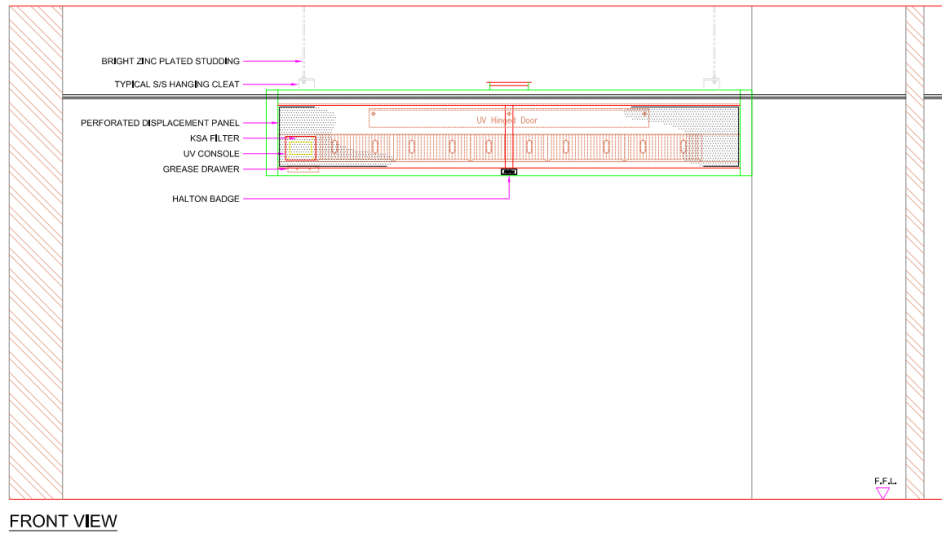 BRIGHT ZINC PLATED STUDDING
TYPICAL S/S HANGING CLEAT
PERFORATED DISPLACEMENT PANEL
UV Hinged Door
KSA FILTER
UV CONSOLE
GREASE DRAWER
HALTON BADGE
F.F.L.
FRONT VIEW